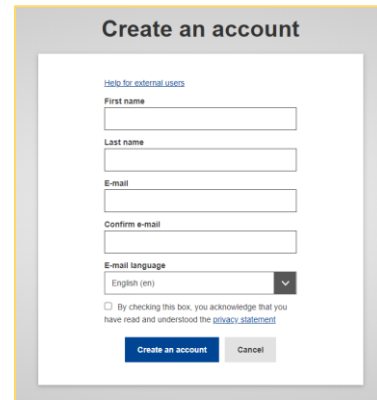 Create an account
Help for external users
First name
Last name
E-mail
Confirm e-mail
E-mail language
English (en)
By checking this box, you acknowledge that you
have read and understood the privacy statement
Create an account Cancel